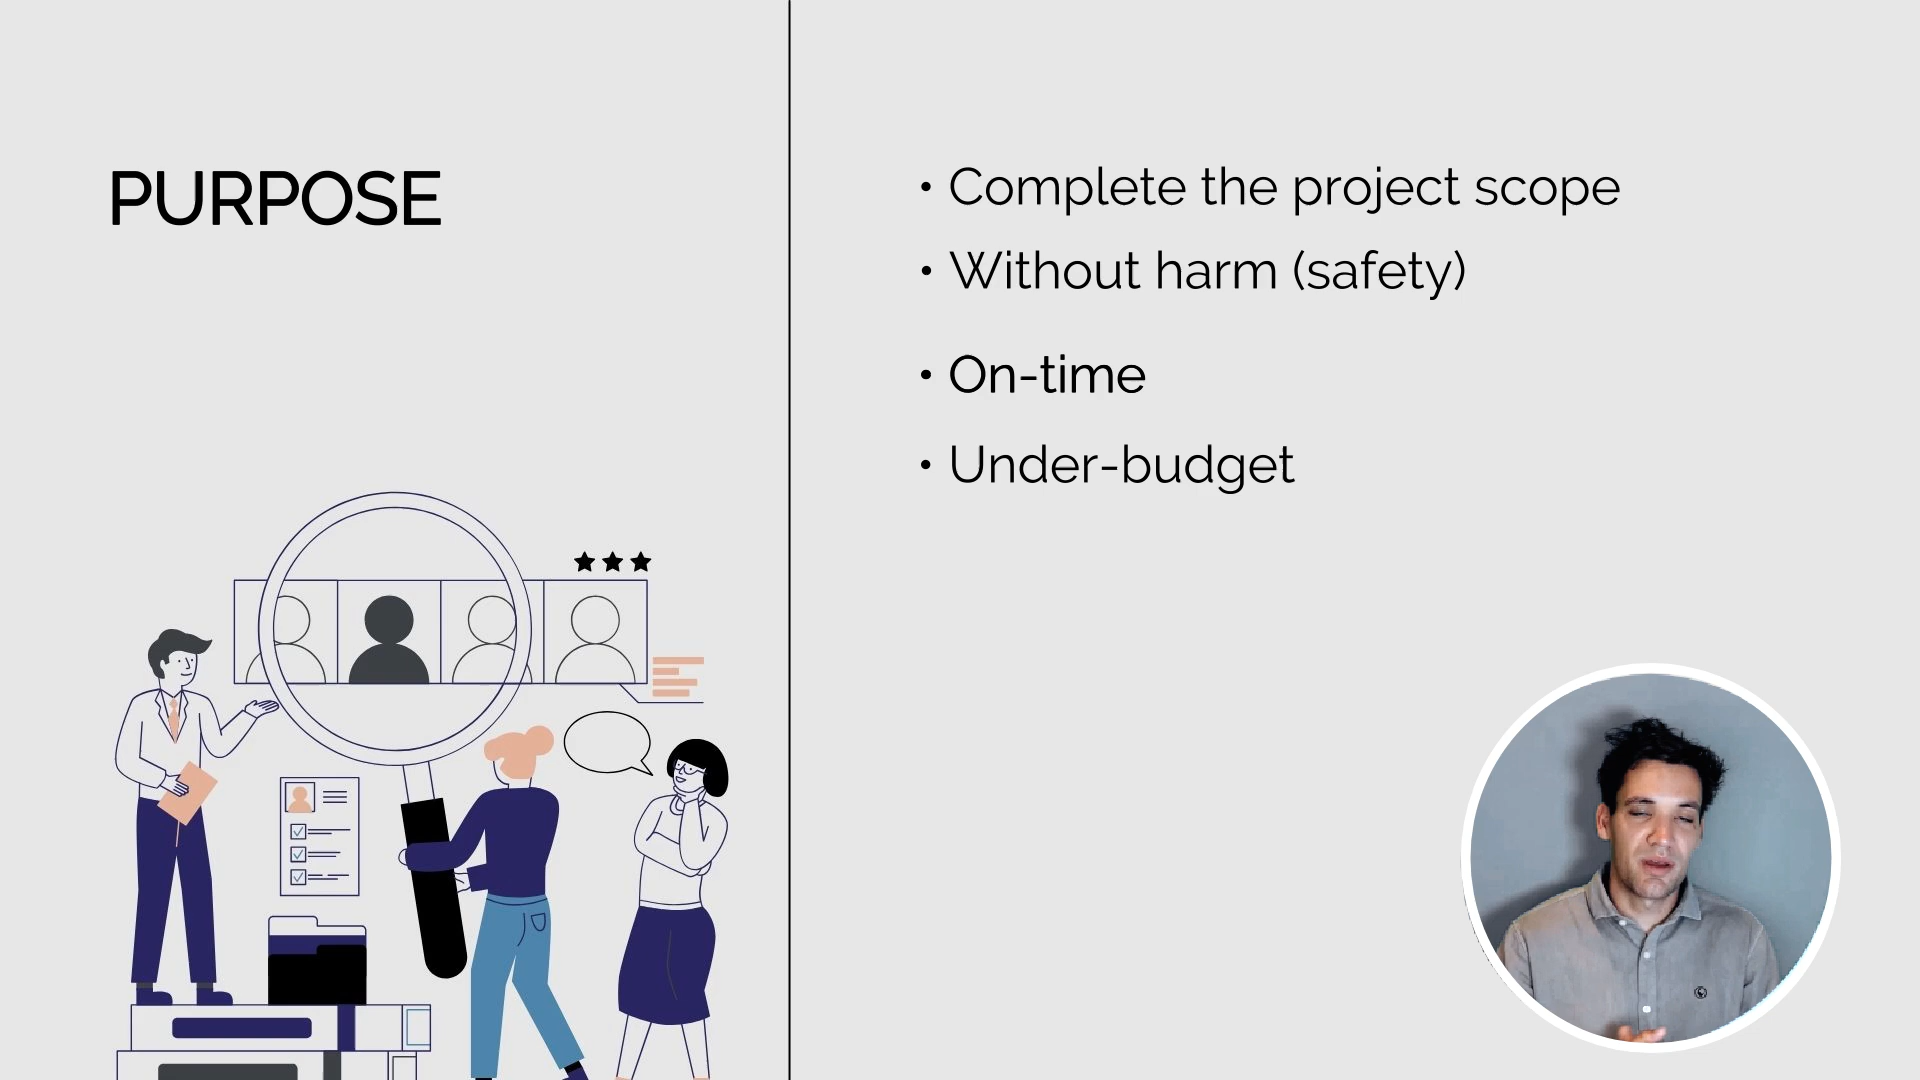 PURPOSE
• Complete the project scope
• Without harm (safety)
• On-time
• Under-budget